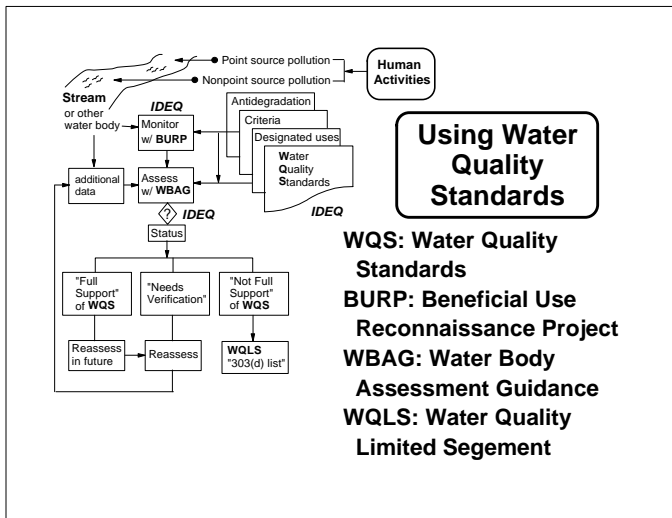 Point source pollution
Nonpoint source pollution
Human
Activities
Stream
or other
water body
IDEQ
Monitor
w/ BURP
Antidegradation
Criteria
Designated uses
Water
Quality
Standards
IDEQ
additional
data
Assess
w/ WBAG
?
IDEQ
Status
"Full
Support"
of WQS
"Needs
Verification"
"Not Full
Support"
of WQS
Reassess
in future
Reassess
WQLS
"303(d) list"
Using Water
Quality
Standards
WQS: Water Quality
Standards
BURP: Beneficial Use
Reconnaissance Project
WBAG: Water Body
Assessment Guidance
WQLS: Water Quality
Limited Segement